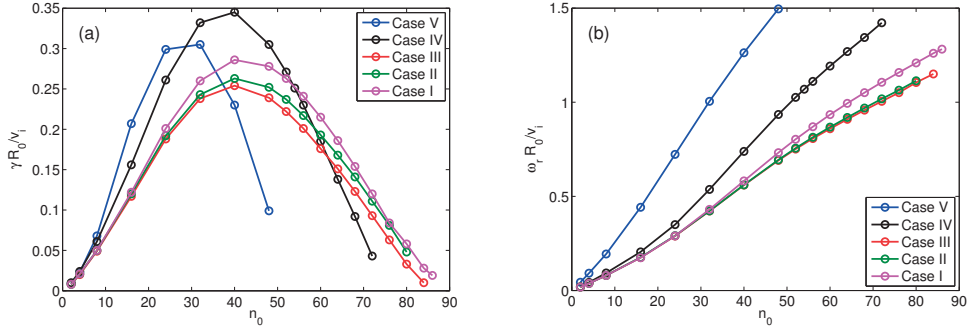 (a)
γ R₀/vᵢ
0.35
0.3
0.25
0.2
0.15
0.1
0.05
0
0 10 20 30 40 50 60 70 80 90
n₀
Case V
Case IV
Case III
Case II
Case I
(b)
ωᵣ R₀/vᵢ
1.5
1
0.5
0
0 10 20 30 40 50 60 70 80 90
n₀
Case V
Case IV
Case III
Case II
Case I